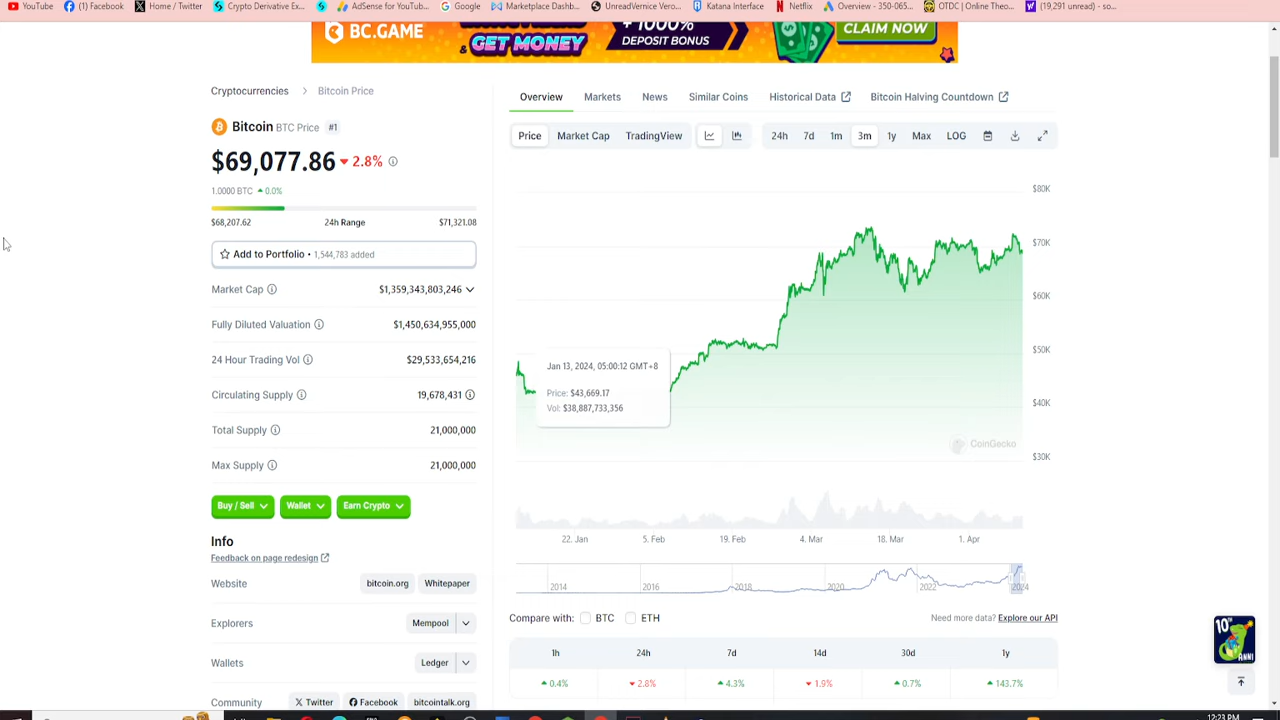 YouTube (1) Facebook Home / Twitter Crypto Derivative Ex... AdSense for YouTub... Google Marketplace Dashb... UnreadVernice Vero... Katana Interface Netflix Overview - 350-065... OTDC | Online Theo... (19,291 unread) - so...
BC.GAME
& GET MONEY
+ 1000%
DEPOSIT BONUS
CLAIM NOW
Cryptocurrencies > Bitcoin Price
Bitcoin BTC Price #1
$69,077.86 2.8%
1.0000 BTC 0.0%
$68,207.62 24h Range $71,321.08
Add to Portfolio • 1,544,783 added
Market Cap $1,359,343,803,246
Fully Diluted Valuation $1,450,634,955,000
24 Hour Trading Vol $29,533,654,216
Circulating Supply 19,678,431
Total Supply 21,000,000
Max Supply 21,000,000
Buy / Sell Wallet Earn Crypto
Info
Feedback on page redesign
Website bitcoin.org Whitepaper
Explorers Mempool
Wallets Ledger
Community Twitter Facebook bitcointalk.org
Overview Markets News Similar Coins Historical Data Bitcoin Halving Countdown
Price Market Cap TradingView 24h 7d 1m 3m 1y Max LOG
$80K
$70K
$60K
$50K
$40K
$30K
Jan 13, 2024, 05:00:12 GMT+8
Price: $43,669.17
Vol: $38,887,733,356
CoinGecko
22. Jan 5. Feb 19. Feb 4. Mar 18. Mar 1. Apr
2014 2016 2018 2020 2022 2024
Compare with: BTC ETH Need more data? Explore our API
1h 24h 7d 14d 30d 1y
0.4% 2.8% 4.3% 1.9% 0.7% 143.7%
10TH
ANNI
12:23 PM